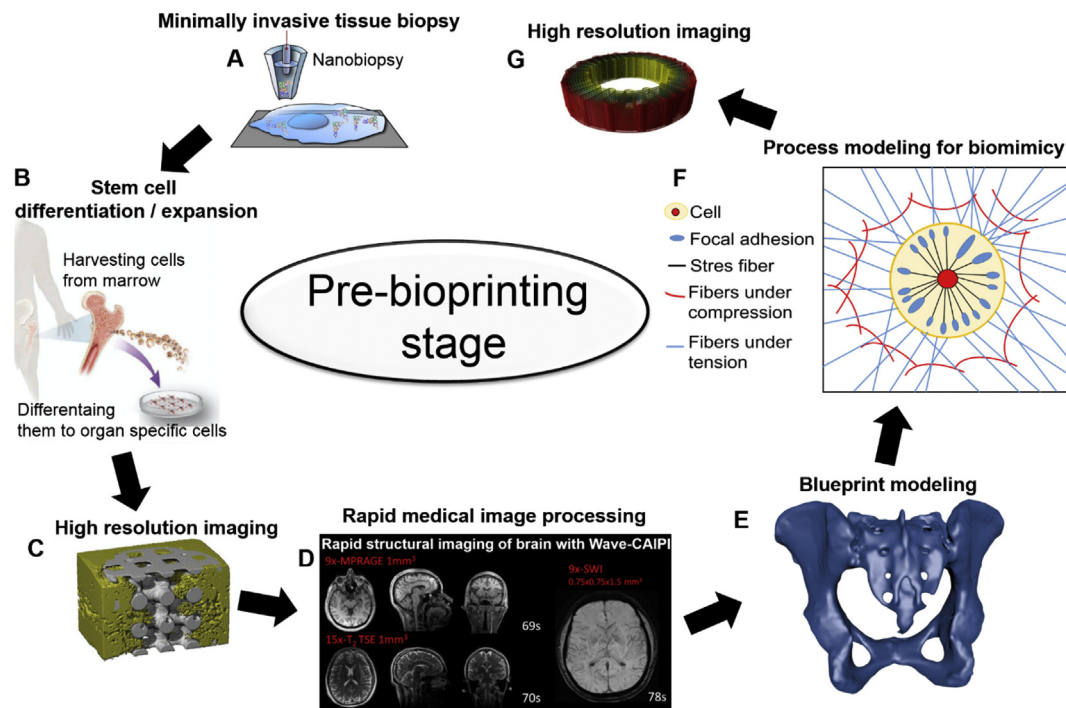 Minimally invasive tissue biopsy
A
Nanobiopsy
B
Stem cell
differentiation / expansion
Harvesting cells
from marrow
Differentaing
them to organ specific cells
C
High resolution imaging
D
Rapid medical image processing
Rapid structural imaging of brain with Wave-CAIPI
9x-MPRAGE 1mm³
69s
15x-T₂ TSE 1mm³
70s
9x-SWI
0.75x0.75x1.5 mm³
78s
E
Blueprint modeling
F
Process modeling for biomimicy
Cell
Focal adhesion
Stres fiber
Fibers under
compression
Fibers under
tension
G
High resolution imaging
Pre-bioprinting
stage